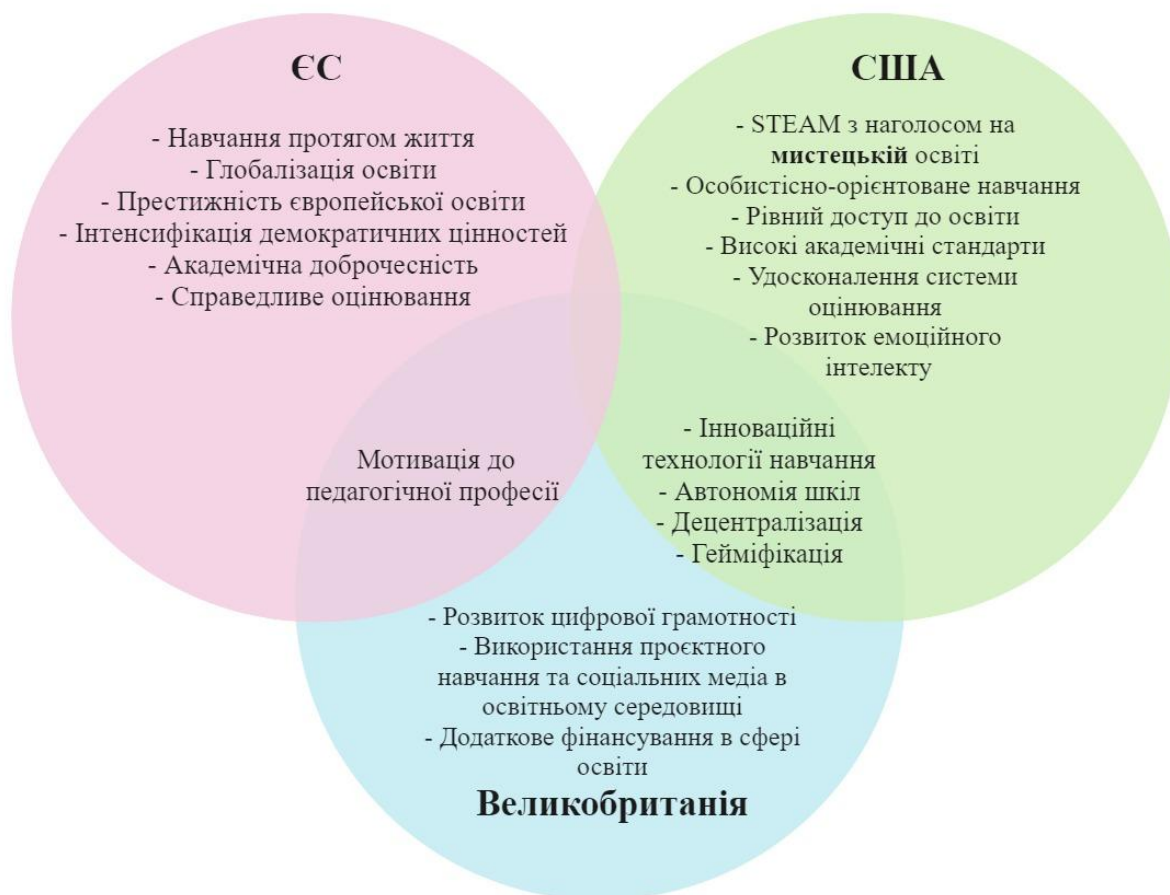 ЄС
- Навчання протягом життя
- Глобалізація освіти
- Престижність європейської освіти
- Інтенсифікація демократичних цінностей
- Академічна доброчесність
- Справедливе оцінювання
США
- STEAM з наголосом на
мистецькій освіті
- Особистісно-орієнтоване навчання
- Рівний доступ до освіти
- Високі академічні стандарти
- Удосконалення системи
оцінювання
- Розвиток емоційного
інтелекту
Мотивація до
педагогічної професії
- Інноваційні
технології навчання
- Автономія шкіл
- Децентралізація
- Гейміфікація
- Розвиток цифрової грамотності
- Використання проєктного
навчання та соціальних медіа в
освітньому середовищі
- Додаткове фінансування в сфері
освіти
Великобританія